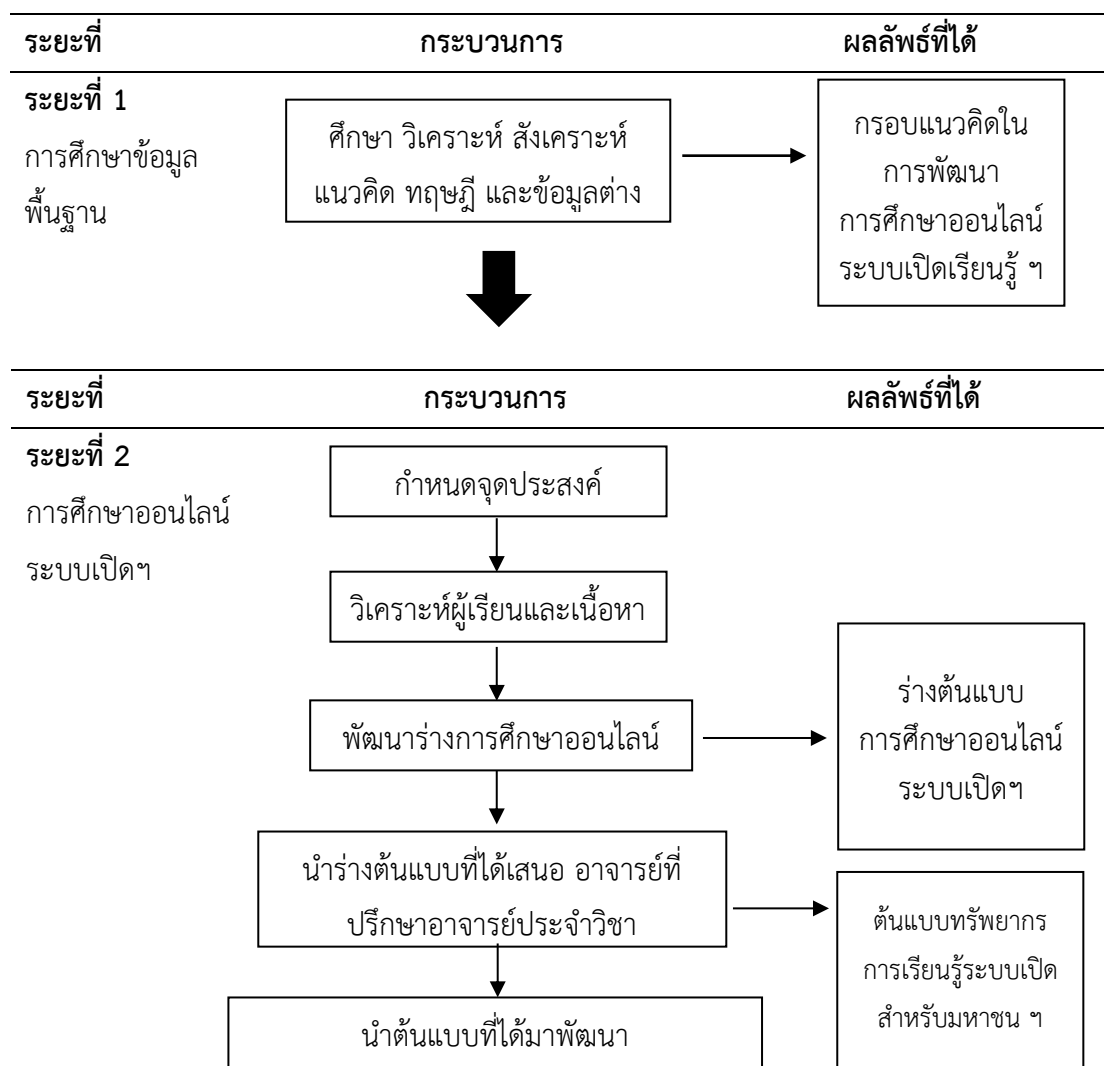 ระยะที่ กระบวนการ ผลลัพธ์ที่ได้
ระยะที่ 1
การศึกษาข้อมูล
พื้นฐาน
ศึกษา วิเคราะห์ สังเคราะห์
แนวคิด ทฤษฎี และข้อมูลต่าง
กรอบแนวคิดใน
การพัฒนา
การศึกษาออนไลน์
ระบบเปิดเรียนรู้ ฯ
ระยะที่ กระบวนการ ผลลัพธ์ที่ได้
ระยะที่ 2
การศึกษาออนไลน์
ระบบเปิดฯ
กำหนดจุดประสงค์
วิเคราะห์ผู้เรียนและเนื้อหา
พัฒนาร่างการศึกษาออนไลน์
ร่างต้นแบบ
การศึกษาออนไลน์
ระบบเปิดฯ
นำร่างต้นแบบที่ได้เสนอ อาจารย์ที่
ปรึกษาอาจารย์ประจำวิชา
ต้นแบบทรัพยากร
การเรียนรู้ระบบเปิด
สำหรับมหาชน ฯ
นำต้นแบบที่ได้มาพัฒนา